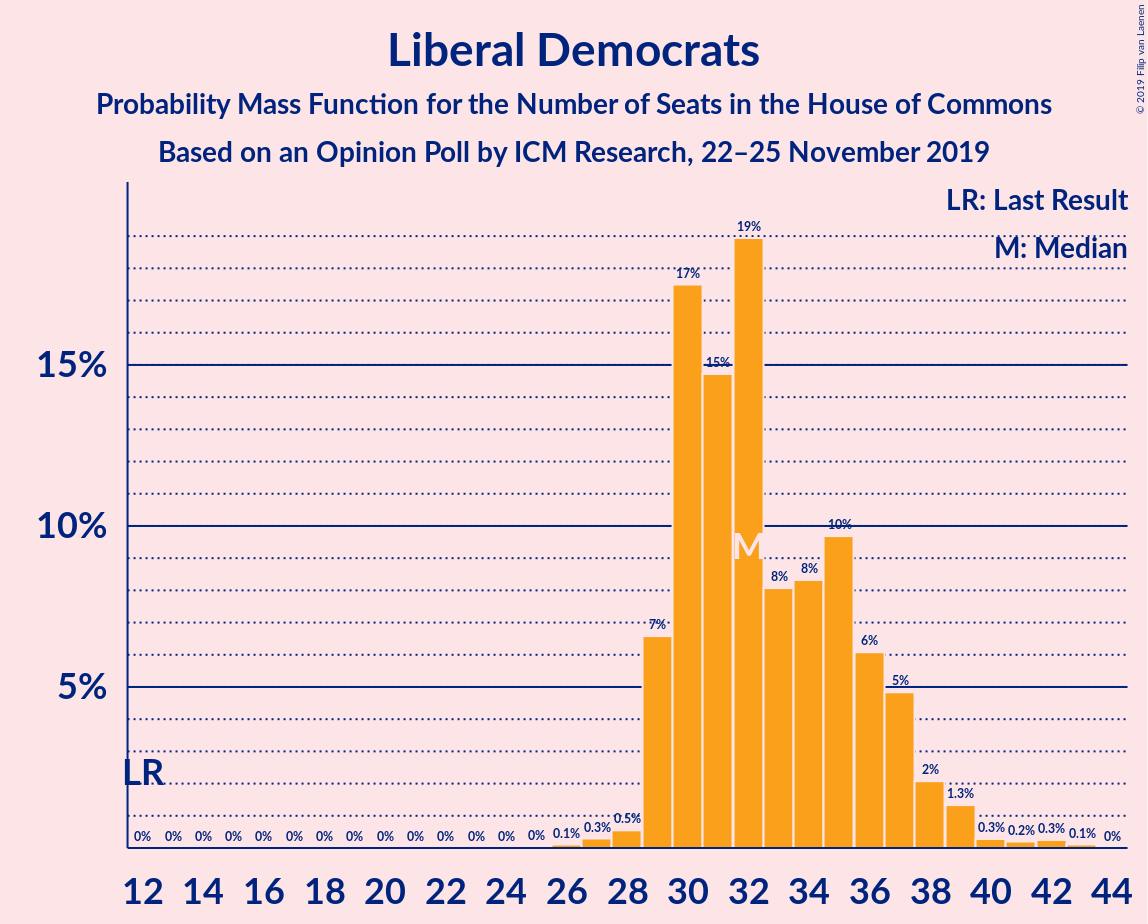 © 2019 Filip van Laenen
Liberal Democrats
Probability Mass Function for the Number of Seats in the House of Commons
Based on an Opinion Poll by ICM Research, 22–25 November 2019
LR: Last Result
M: Median
15%
10%
5%
LR
M
0% 0% 0% 0% 0% 0% 0% 0% 0% 0% 0% 0% 0% 0% 0.1% 0.3% 0.5% 7% 17% 15% 19% 8% 8% 10% 6% 5% 2% 1.3% 0.3% 0.2% 0.3% 0.1% 0%
12 14 16 18 20 22 24 26 28 30 32 34 36 38 40 42 44